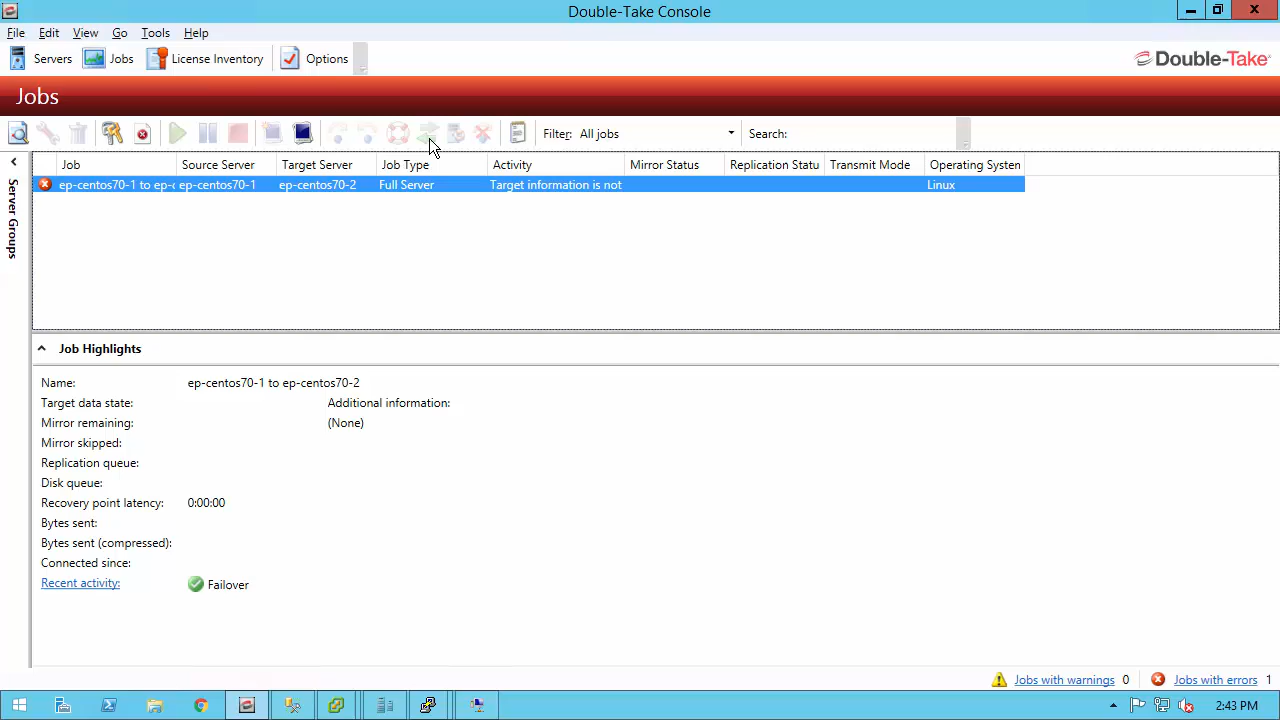 Double-Take Console
File Edit View Go Tools Help
Servers Jobs License Inventory Options
Double-Take
Jobs
Filter: All jobs Search:
Job Source Server Target Server Job Type Activity Mirror Status Replication Statu Transmit Mode Operating System
ep-centos70-1 to ep-c ep-centos70-1 ep-centos70-2 Full Server Target information is not Linux
Server Groups
Job Highlights
Name: ep-centos70-1 to ep-centos70-2
Target data state: Additional information:
Mirror remaining: (None)
Mirror skipped:
Replication queue:
Disk queue:
Recovery point latency: 0:00:00
Bytes sent:
Bytes sent (compressed):
Connected since:
Recent activity: Failover
Jobs with warnings 0 Jobs with errors 1
2:43 PM